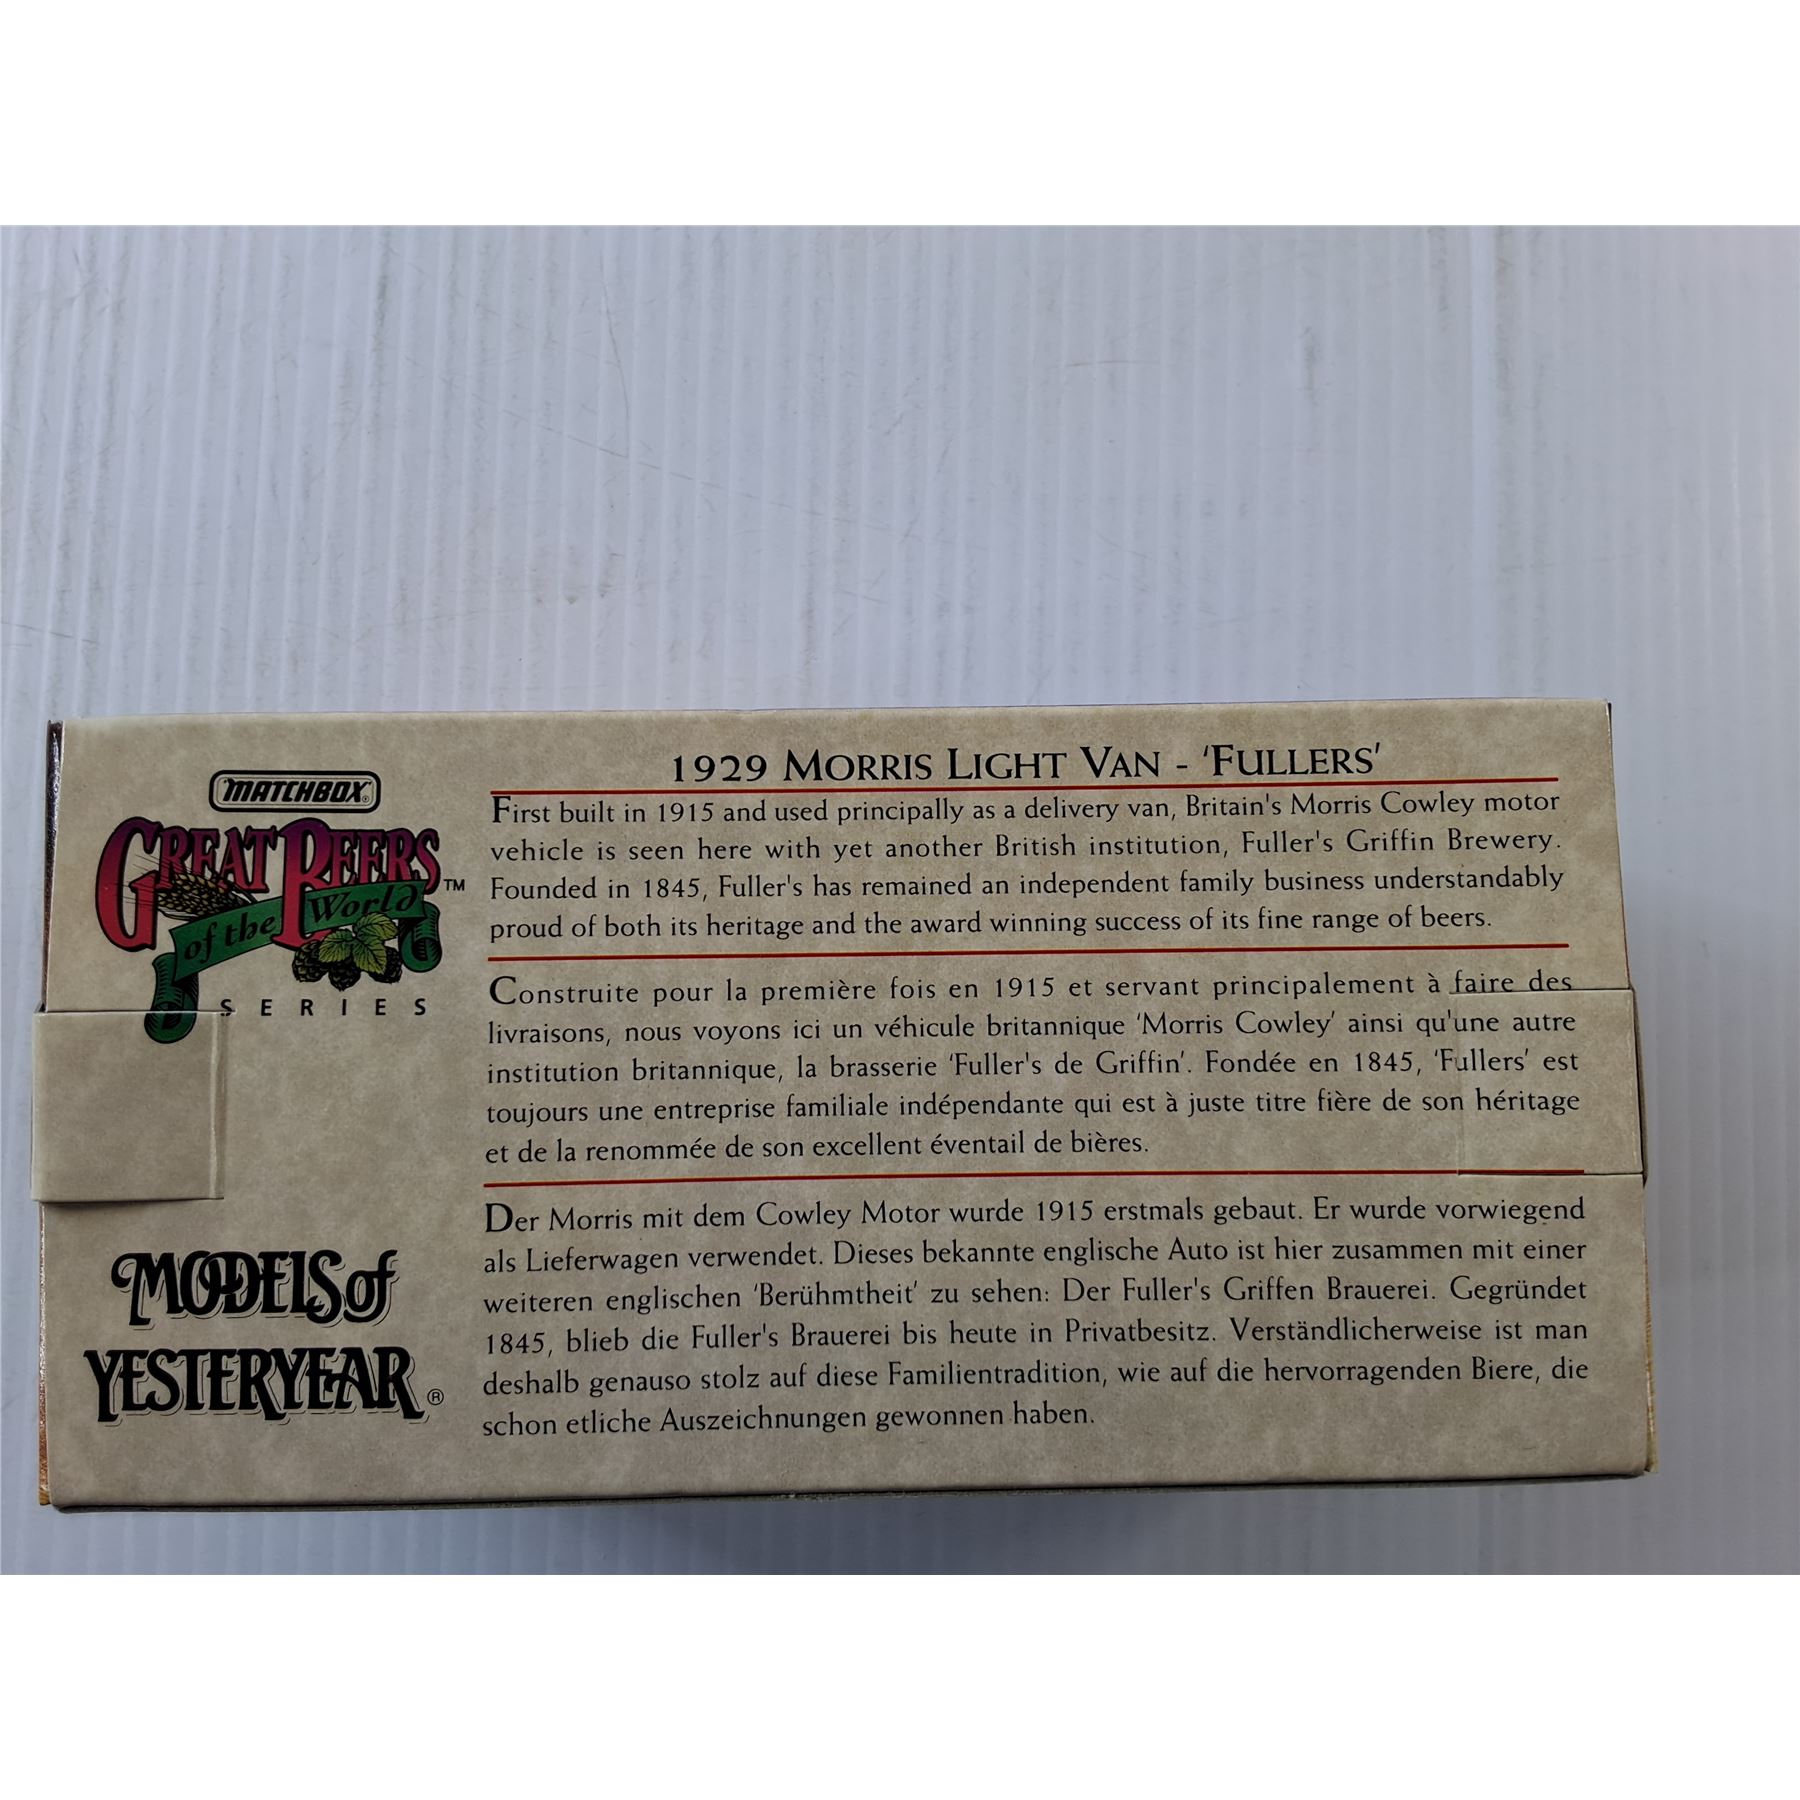 MATCHBOX®
GREAT BEERS™
of the World
SERIES
MODELS of
YESTERYEAR®
1929 MORRIS LIGHT VAN - 'FULLERS'
First built in 1915 and used principally as a delivery van, Britain's Morris Cowley motor
vehicle is seen here with yet another British institution, Fuller's Griffin Brewery.
Founded in 1845, Fuller's has remained an independent family business understandably
proud of both its heritage and the award winning success of its fine range of beers.
Construite pour la première fois en 1915 et servant principalement à faire des
livraisons, nous voyons ici un véhicule britannique 'Morris Cowley' ainsi qu'une autre
institution britannique, la brasserie 'Fuller's de Griffin'. Fondée en 1845, 'Fullers' est
toujours une entreprise familiale indépendante qui est à juste titre fière de son héritage
et de la renommée de son excellent éventail de bières.
Der Morris mit dem Cowley Motor wurde 1915 erstmals gebaut. Er wurde vorwiegend
als Lieferwagen verwendet. Dieses bekannte englische Auto ist hier zusammen mit einer
weiteren englischen 'Berühmtheit' zu sehen: Der Fuller's Griffen Brauerei. Gegründet
1845, blieb die Fuller's Brauerei bis heute in Privatbesitz. Verständlicherweise ist man
deshalb genauso stolz auf diese Familientradition, wie auf die hervorragenden Biere, die
schon etliche Auszeichnungen gewonnen haben.